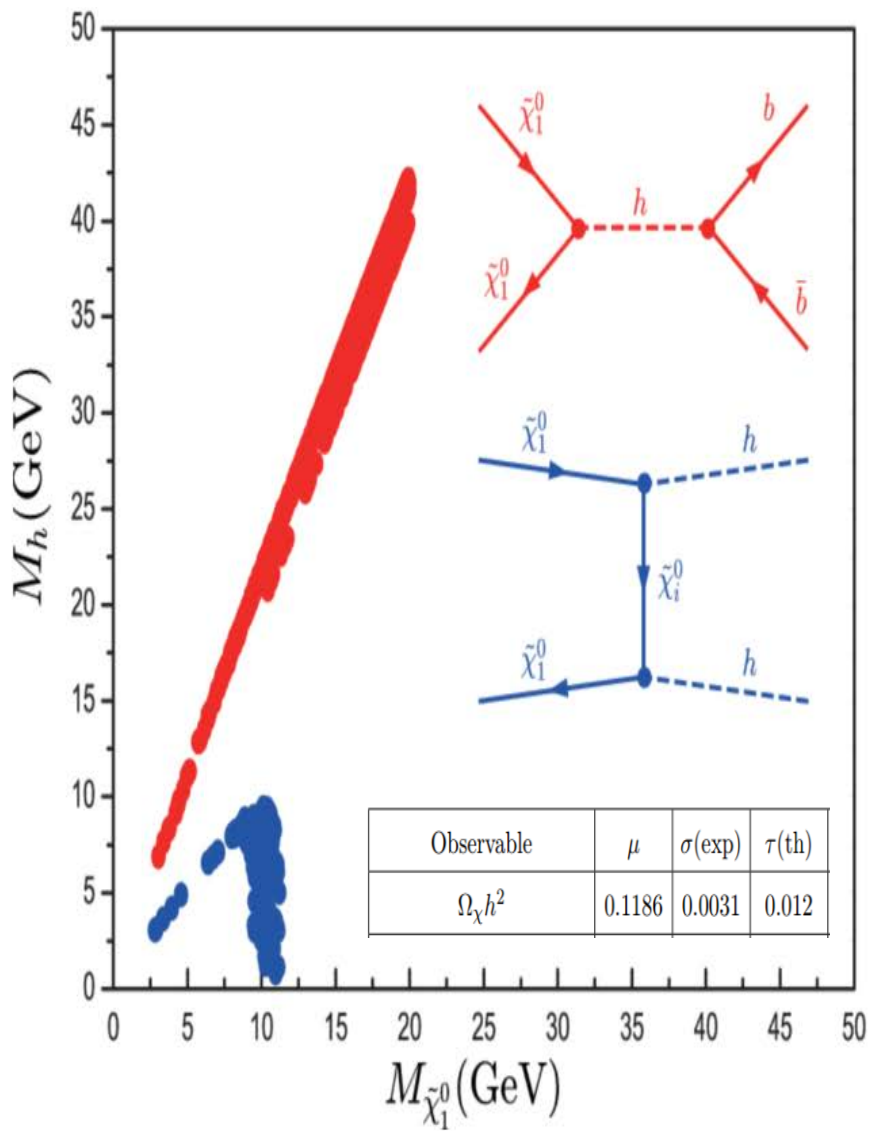 50
45
40
35
30
25
20
15
10
5
0
M_h(GeV)
χ̃₁⁰
b
h
χ̃₁⁰
b̄
χ̃₁⁰
h
χ̃ᵢ⁰
χ̃₁⁰
h
Observable μ σ(exp) τ(th)
Ω_χh² 0.1186 0.0031 0.012
0 5 10 15 20 25 30 35 40 45 50
M_χ̃₁⁰(GeV)